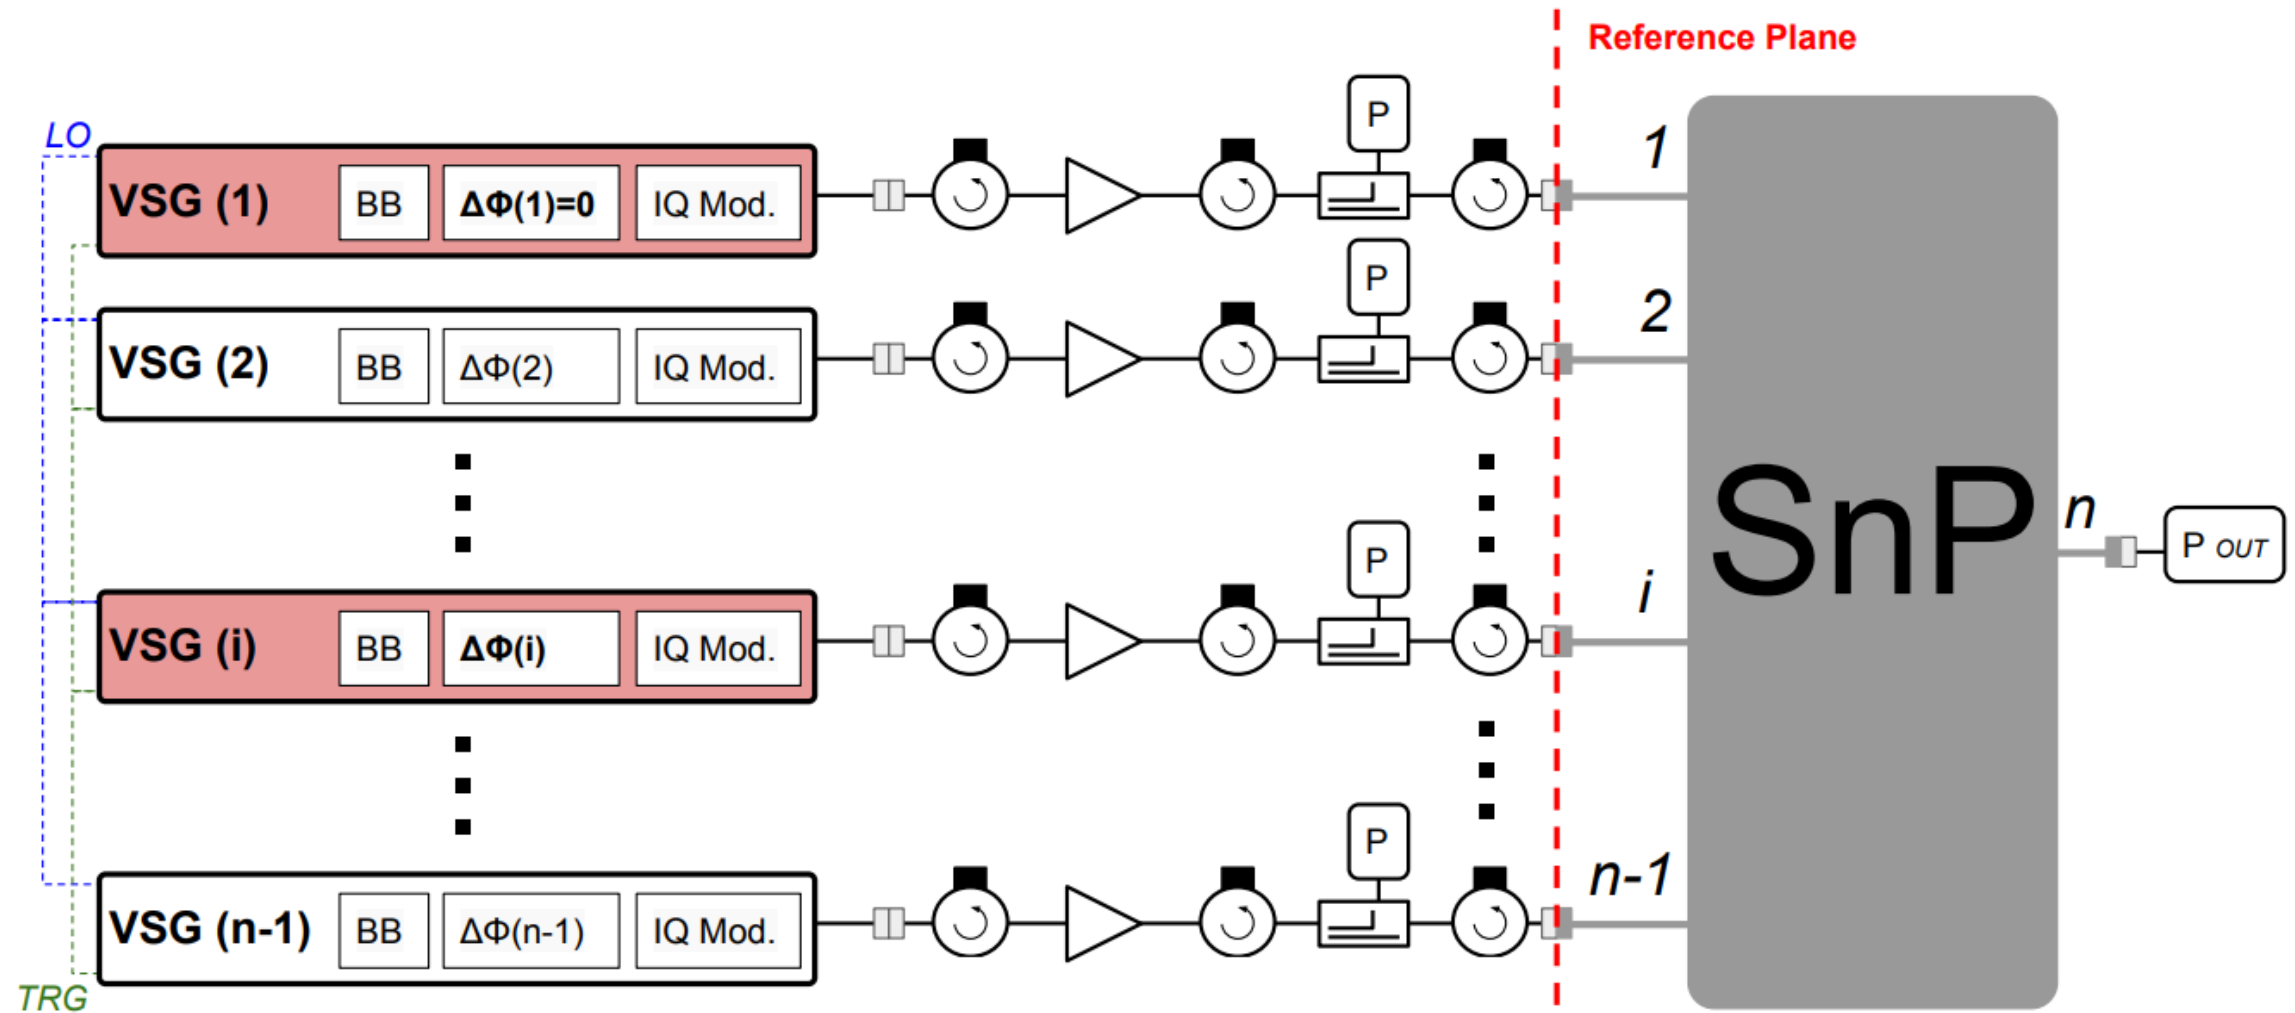 Reference Plane
LO
P
VSG (1) BB ΔΦ(1)=0 IQ Mod.
1
P
VSG (2) BB ΔΦ(2) IQ Mod.
2
SnP
n
P OUT
P
VSG (i) BB ΔΦ(i) IQ Mod.
i
P
VSG (n-1) BB ΔΦ(n-1) IQ Mod.
n-1
TRG